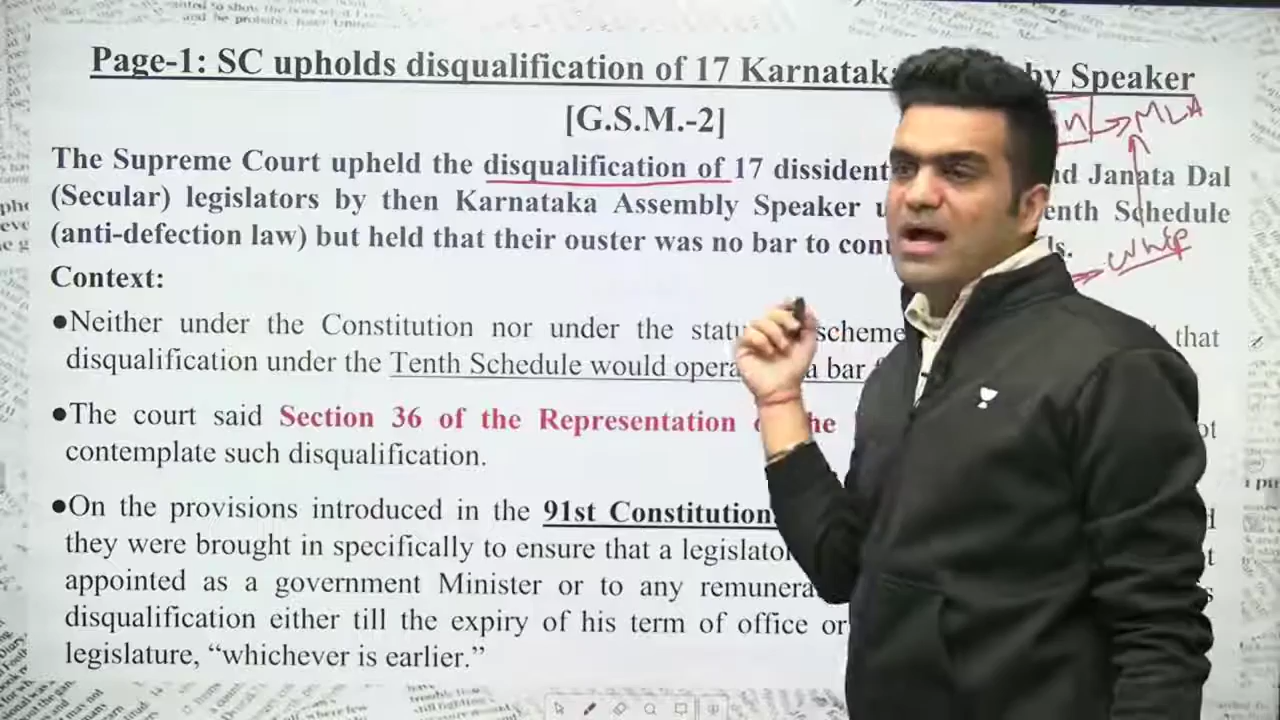 Page-1: SC upholds disqualification of 17 Karnatak by Speaker
[G.S.M.-2]
The Supreme Court upheld the disqualification of 17 dissident nd Janata Dal
(Secular) legislators by then Karnataka Assembly Speaker u enth Schedule
(anti-defection law) but held that their ouster was no bar to con ls.
MLA
whip
Context:
●Neither under the Constitution nor under the statu scheme that
disqualification under the Tenth Schedule would opera a bar
●The court said Section 36 of the Representation he ot
contemplate such disqualification.
●On the provisions introduced in the 91st Constitution
they were brought in specifically to ensure that a legislato
appointed as a government Minister or to any remunera
disqualification either till the expiry of his term of office or
legislature, “whichever is earlier.”